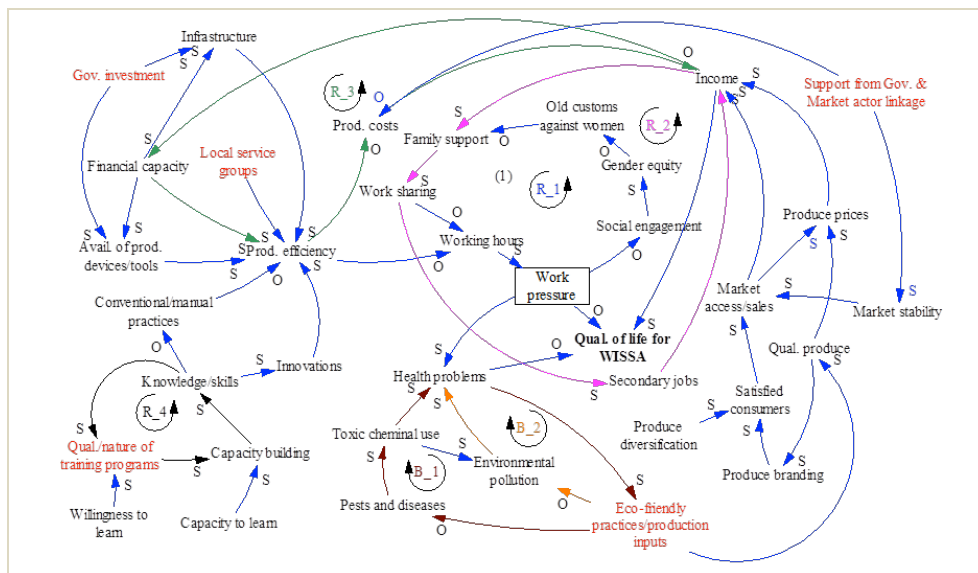 Infrastructure
S
S
S
Gov. investment
O
Income
S
S
S
Support from Gov. &
Market actor linkage
R_3
O
Prod. costs
O
Old customs
against women
O
O
R_2
S
Family support
Gender equity
S
Financial capacity
Local service
groups
S
Work sharing
(1)
R_1
S
S
Social engagement
O
Produce prices
S
S
S
S
S
S
Avail. of prod.
devices/tools
S
S
Prod. efficiency
S
O
O
O
Working hours
S
Work
pressure
Conventional/manual
practices
O
O
S
Market
access/sales
S
S
Market stability
Qual. of life for
WISSA
S
Qual. produce
S
O
S
Innovations
S
O
Knowledge/skills
S
Health problems
S
S
S
Secondary jobs
Satisfied
consumers
S
S
R_4
S
Qual./nature of
training programs
S
Capacity building
S
S
Toxic cheminal use
S
S
B_2
Environmental
pollution
B_1
Produce
diversification
S
Produce branding
S
Pests and diseases
O
O
Eco-friendly
practices/production
inputs
Willingness to
learn
Capacity to learn